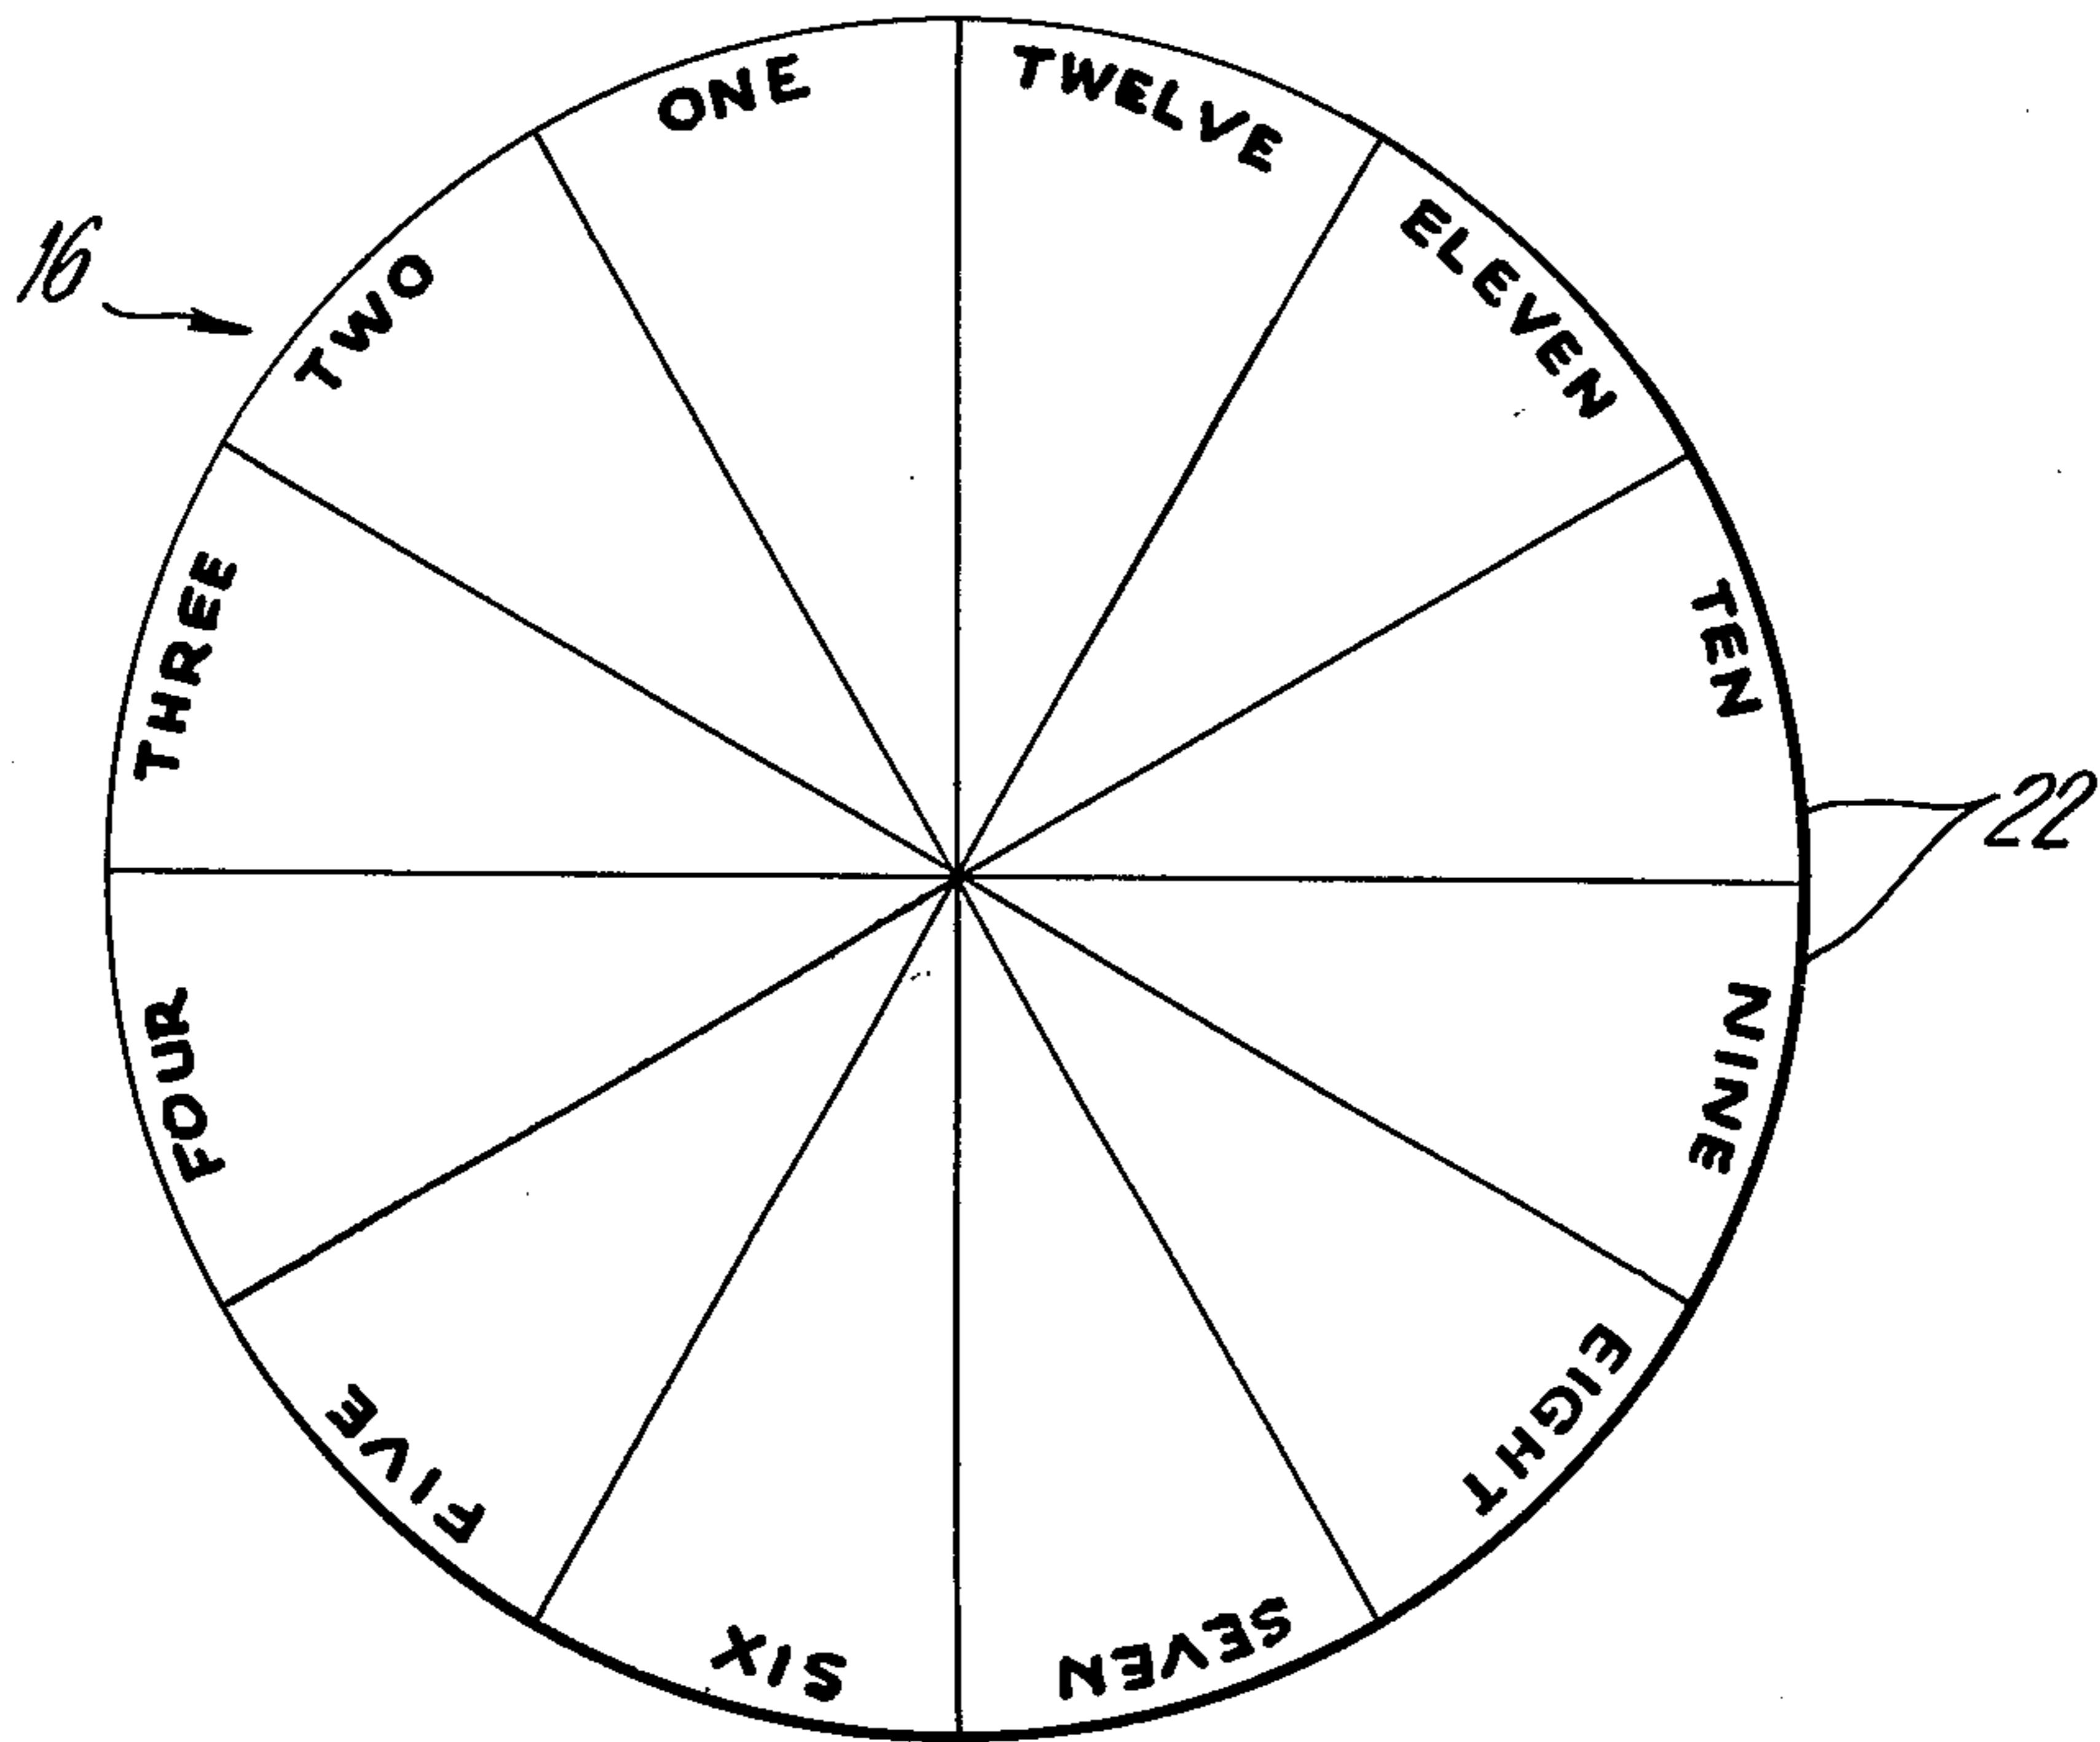 ONE
TWELVE
ELEVEN
TEN
NINE
EIGHT
SEVEN
SIX
FIVE
FOUR
THREE
TWO
16
22